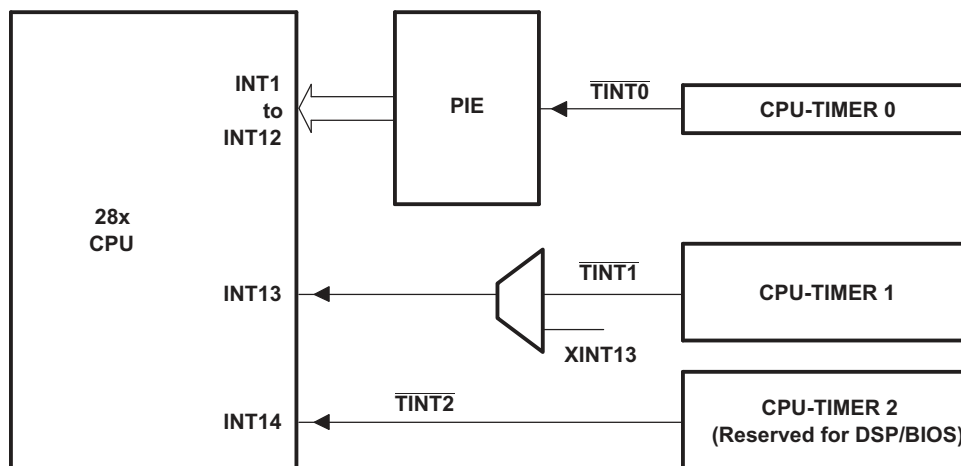 INT1
to
INT12
PIE
TINT0
CPU-TIMER 0
28x
CPU
INT13
TINT1
XINT13
CPU-TIMER 1
INT14
TINT2
CPU-TIMER 2
(Reserved for DSP/BIOS)